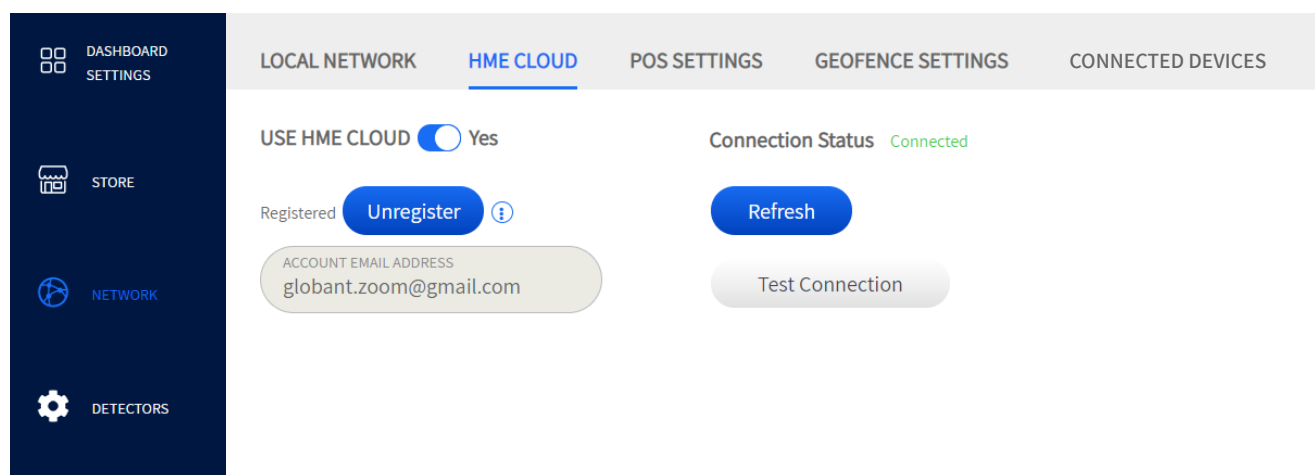 DASHBOARD
SETTINGS
STORE
NETWORK
DETECTORS
LOCAL NETWORK HME CLOUD POS SETTINGS GEOFENCE SETTINGS CONNECTED DEVICES
USE HME CLOUD Yes Connection Status Connected
Registered Unregister Refresh
ACCOUNT EMAIL ADDRESS
globant.zoom@gmail.com Test Connection